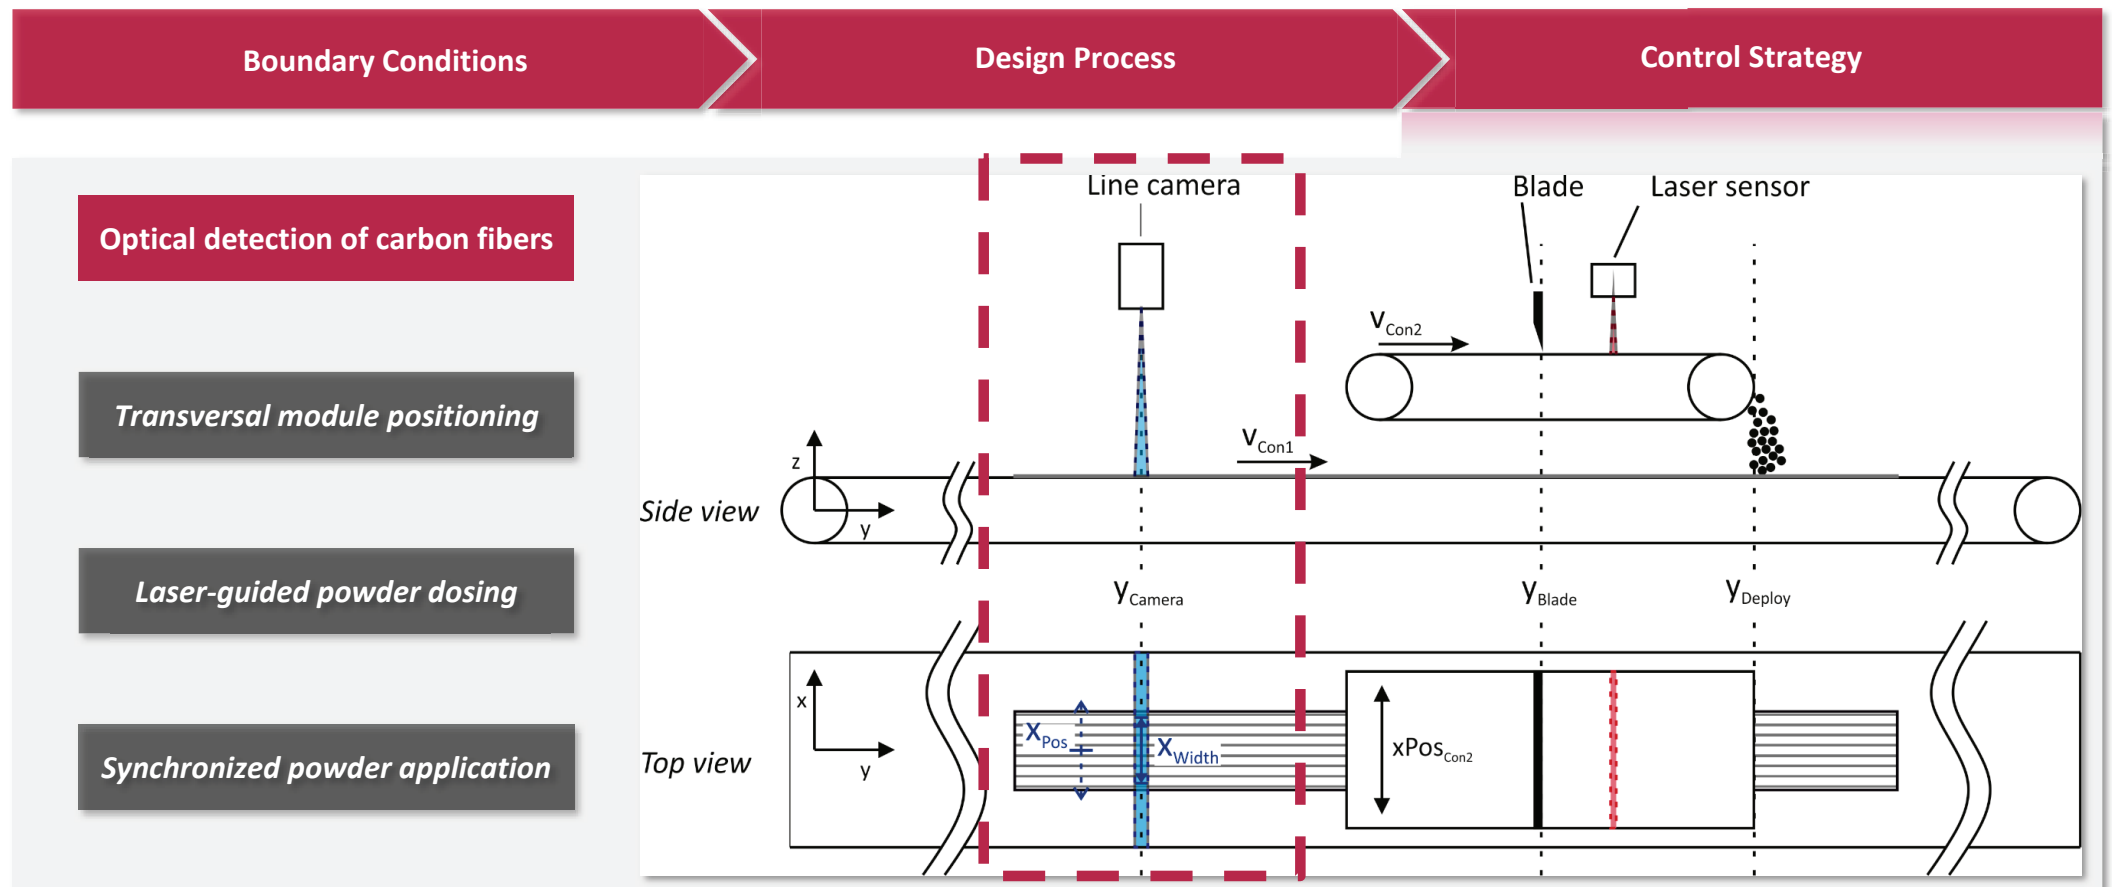 Boundary Conditions
Design Process
Control Strategy
Optical detection of carbon fibers
Transversal module positioning
Laser-guided powder dosing
Synchronized powder application
Line camera
Blade
Laser sensor
vCon2
vCon1
z
y
Side view
yCamera
yBlade
yDeploy
x
y
xPos
xWidth
xPosCon2
Top view